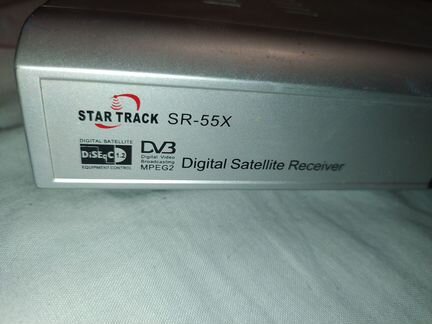 STAR TRACK SR-55X
DIGITAL SATELLITE
DiSEqC 1.2
EQUIPMENT CONTROL
DVB
Digital Video
Broadcasting
MPEG2
Digital Satellite Receiver